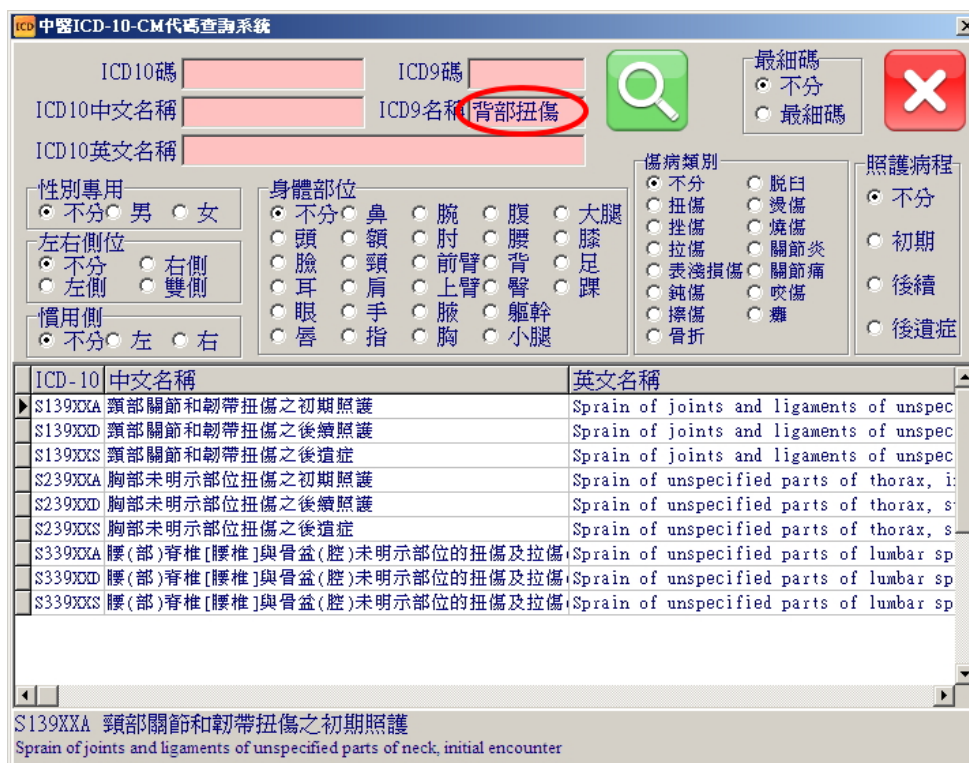 ICD 中醫ICD-10-CM代碼查詢系統
ICD10碼
ICD9碼
ICD10中文名稱
ICD9名稱 背部扭傷
ICD10英文名稱
最細碼
不分
最細碼
性別專用
不分 男 女
左右側位
不分 右側
左側 雙側
慣用側
不分 左 右
身體部位
不分 鼻 腕 腹 大腿
頭 額 肘 腰 膝
臉 頸 前臂 背 足
耳 肩 上臂 臀 踝
眼 手 腋 軀幹
唇 指 胸 小腿
傷病類別
不分 脫臼
扭傷 燙傷
挫傷 燒傷
拉傷 關節炎
表淺損傷 關節痛
鈍傷 咬傷
擦傷 癱
骨折
照護病程
不分
初期
後續
後遺症
ICD-10 中文名稱 英文名稱
S139XXA 頸部關節和韌帶扭傷之初期照護 Sprain of joints and ligaments of unspec
S139XXD 頸部關節和韌帶扭傷之後續照護 Sprain of joints and ligaments of unspec
S139XXS 頸部關節和韌帶扭傷之後遺症 Sprain of joints and ligaments of unspec
S239XXA 胸部未明示部位扭傷之初期照護 Sprain of unspecified parts of thorax, i
S239XXD 胸部未明示部位扭傷之後續照護 Sprain of unspecified parts of thorax, s
S239XXS 胸部未明示部位扭傷之後遺症 Sprain of unspecified parts of thorax, s
S339XXA 腰(部)脊椎[腰椎]與骨盆(腔)未明示部位的扭傷及拉傷 Sprain of unspecified parts of lumbar sp
S339XXD 腰(部)脊椎[腰椎]與骨盆(腔)未明示部位的扭傷及拉傷 Sprain of unspecified parts of lumbar sp
S339XXS 腰(部)脊椎[腰椎]與骨盆(腔)未明示部位的扭傷及拉傷 Sprain of unspecified parts of lumbar sp
S139XXA 頸部關節和韌帶扭傷之初期照護
Sprain of joints and ligaments of unspecified parts of neck, initial encounter